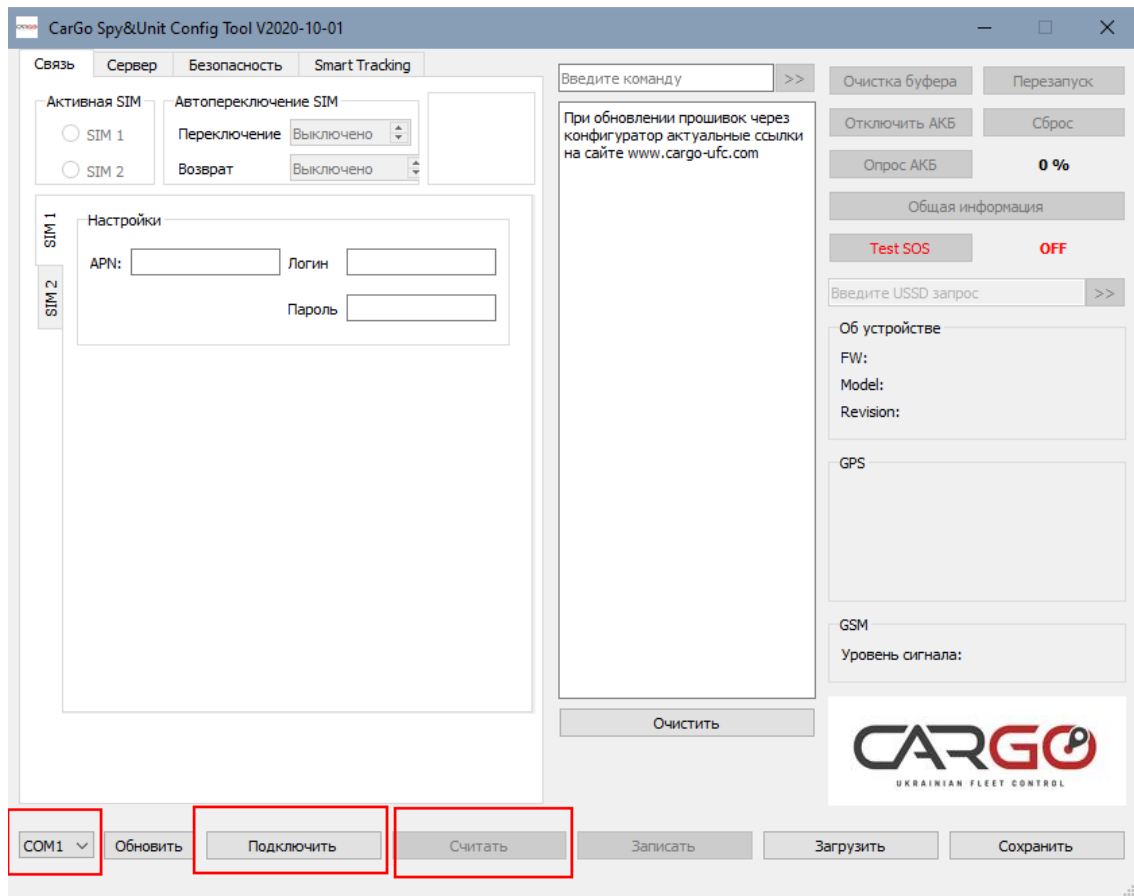 CarGo Spy&Unit Config Tool V2020-10-01
Связь Сервер Безопасность Smart Tracking
Активная SIM
SIM 1
SIM 2
Автопереключение SIM
Переключение Выключено
Возврат Выключено
SIM 1
SIM 2
Настройки
APN: Логин
Пароль
Введите команду >>
При обновлении прошивок через
конфигуратор актуальные ссылки
на сайте www.cargo-ufc.com
Очистить
Очистка буфера Перезапуск
Отключить АКБ Сброс
Опрос АКБ 0 %
Общая информация
Test SOS OFF
Введите USSD запрос >>
Об устройстве
FW:
Model:
Revision:
GPS
GSM
Уровень сигнала:
CARGO
UKRAINIAN FLEET CONTROL
COM1 Обновить Подключить Считать Записать Загрузить Сохранить